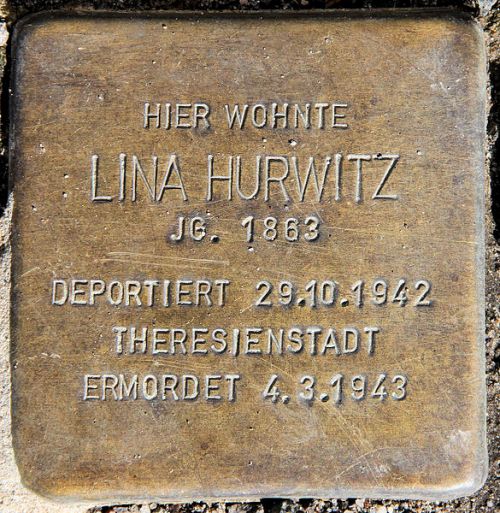 HIER WOHNTE
LINA HURWITZ
JG. 1863
DEPORTIERT 29.10.1942
THERESIENSTADT
ERMORDET 4.3.1943